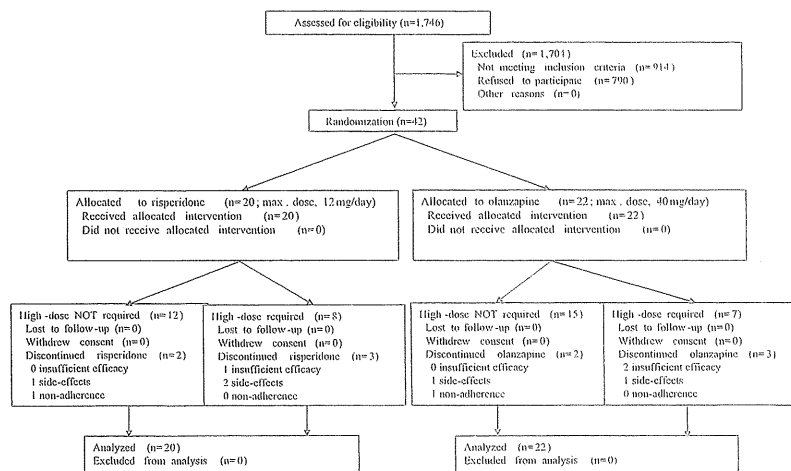 Assessed for eligibility (n=1,746)
Excluded (n=1,704)
Not meeting inclusion criteria (n=914)
Refused to participate (n=790)
Other reasons (n=0)
Randomization (n=42)
Allocated to risperidone (n=20; max. dose, 12mg/day)
Received allocated intervention (n=20)
Did not receive allocated intervention (n=0)
Allocated to olanzapine (n=22; max. dose, 40mg/day)
Received allocated intervention (n=22)
Did not receive allocated intervention (n=0)
High-dose NOT required (n=12)
Lost to follow-up (n=0)
Withdrew consent (n=0)
Discontinued risperidone (n=2)
0 insufficient efficacy
1 side-effects
1 non-adherence
High-dose required (n=8)
Lost to follow-up (n=0)
Withdrew consent (n=0)
Discontinued risperidone (n=3)
1 insufficient efficacy
2 side-effects
0 non-adherence
High-dose NOT required (n=15)
Lost to follow-up (n=0)
Withdrew consent (n=0)
Discontinued olanzapine (n=2)
0 insufficient efficacy
1 side-effects
1 non-adherence
High-dose required (n=7)
Lost to follow-up (n=0)
Withdrew consent (n=0)
Discontinued olanzapine (n=3)
2 insufficient efficacy
1 side-effects
0 non-adherence
Analyzed (n=20)
Excluded from analysis (n=0)
Analyzed (n=22)
Excluded from analysis (n=0)